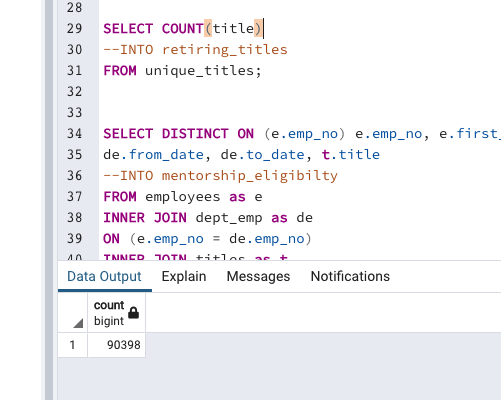 28
29 SELECT COUNT(title)
30 --INTO retiring_titles
31 FROM unique_titles;
32
33
34 SELECT DISTINCT ON (e.emp_no) e.emp_no, e.first_
35 de.from_date, de.to_date, t.title
36 --INTO mentorship_eligibilty
37 FROM employees as e
38 INNER JOIN dept_emp as de
39 ON (e.emp_no = de.emp_no)
40 INNER JOIN titles as t
Data Output Explain Messages Notifications
count
bigint
1 90398